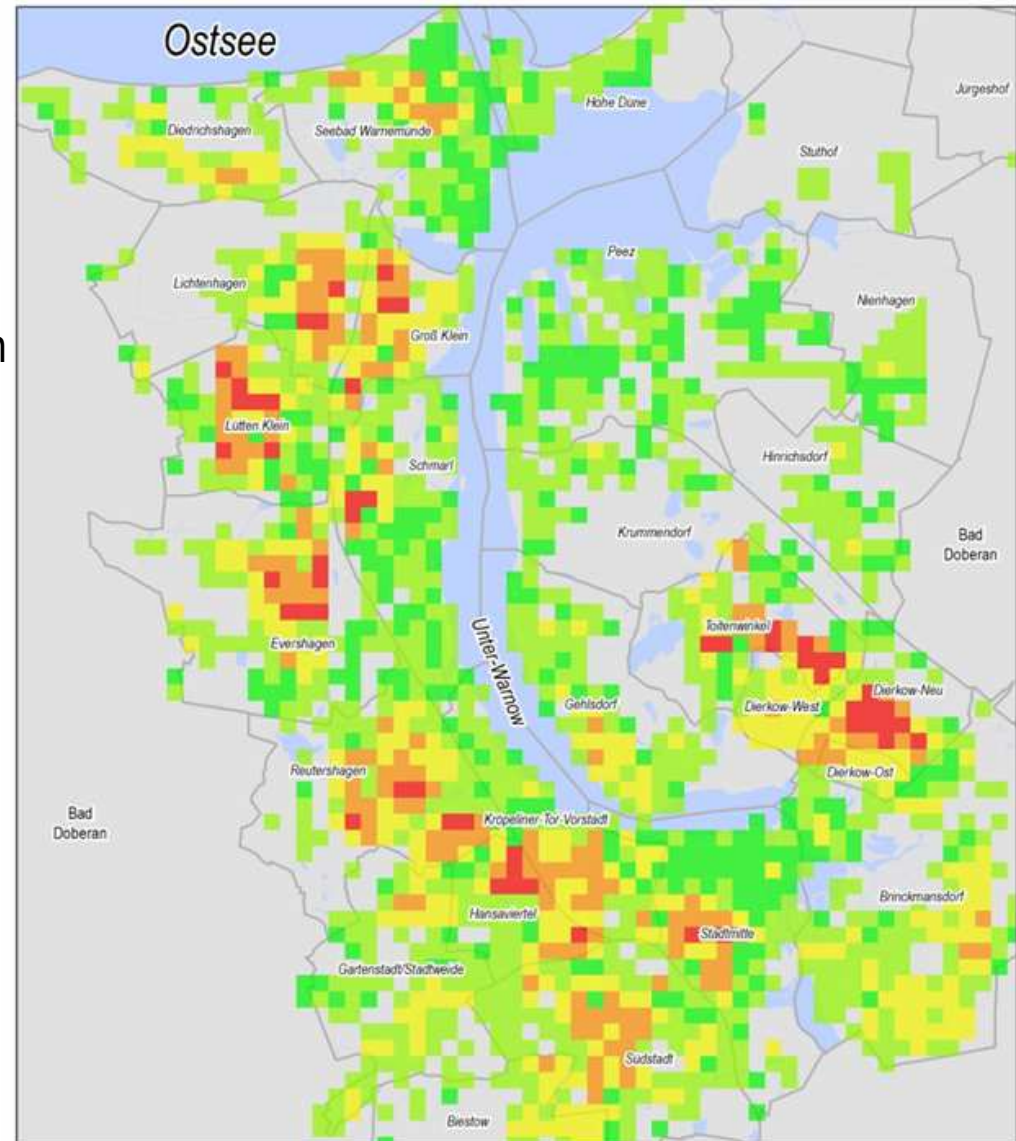 Ostsee
Jürgeshof
Hohe Düne
Diedrichshagen
Seebad Warnemünde
Stuthof
Peez
Lichtenhagen
Nienhagen
Groß Klein
n
Lütten Klein
Hinrichsdorf
Schmarl
Krummendorf
Bad
Doberan
Toitenwinkel
Evershagen
Unter-Warnow
Dierkow-Neu
Gehlsdorf
Dierkow-West
Reutershagen
Dierkow-Ost
Bad
Doberan
Kröpeliner-Tor-Vorstadt
Brinckmansdorf
Hansaviertel
Stadtmitte
Gartenstadt/Stadtweide
Südstadt
Biestow